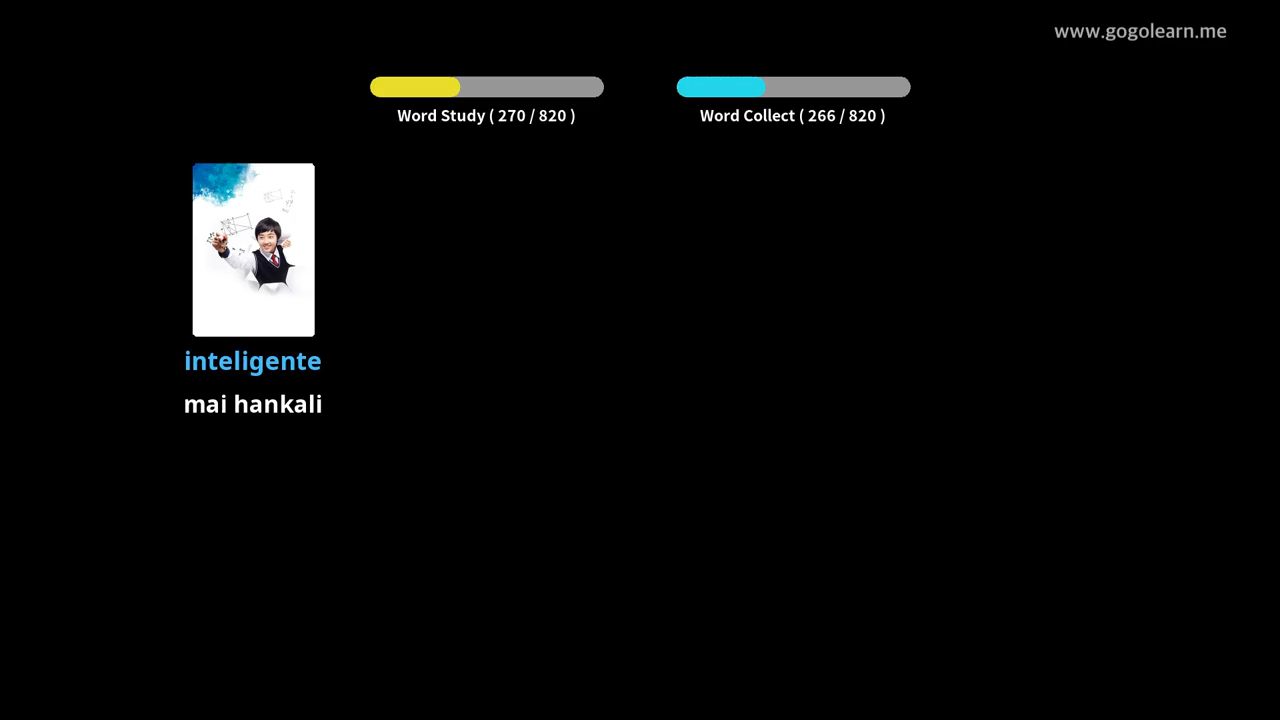 www.gogolearn.me
Word Study ( 270 / 820 )
Word Collect ( 266 / 820 )
inteligente
mai hankali